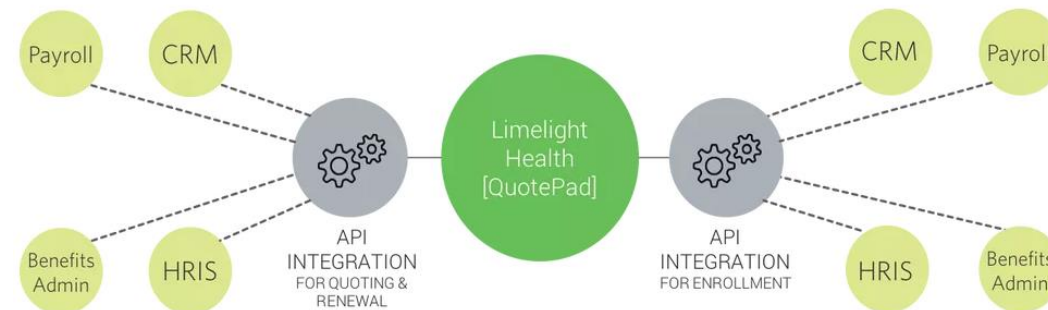 Payroll
CRM
Benefits
Admin
HRIS
API
INTEGRATION
FOR QUOTING &
RENEWAL
Limelight
Health
[QuotePad]
API
INTEGRATION
FOR ENROLLMENT
CRM
Payrol
HRIS
Benefits
Admin